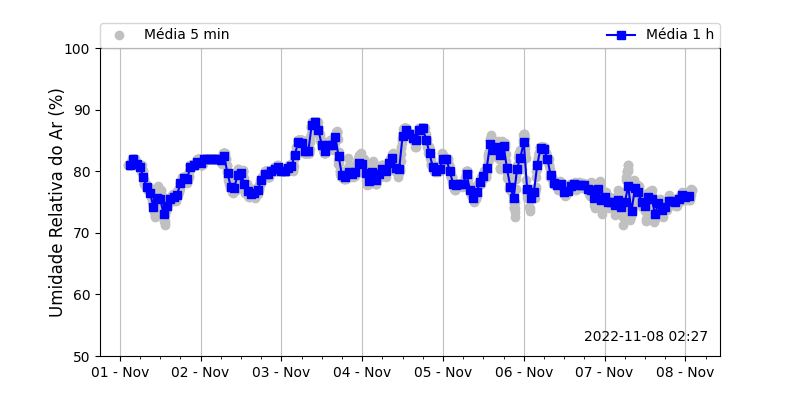 Média 5 min
Média 1 h
Umidade Relativa do Ar (%)
100
90
80
70
60
50
2022-11-08 02:27
01 - Nov
02 - Nov
03 - Nov
04 - Nov
05 - Nov
06 - Nov
07 - Nov
08 - Nov